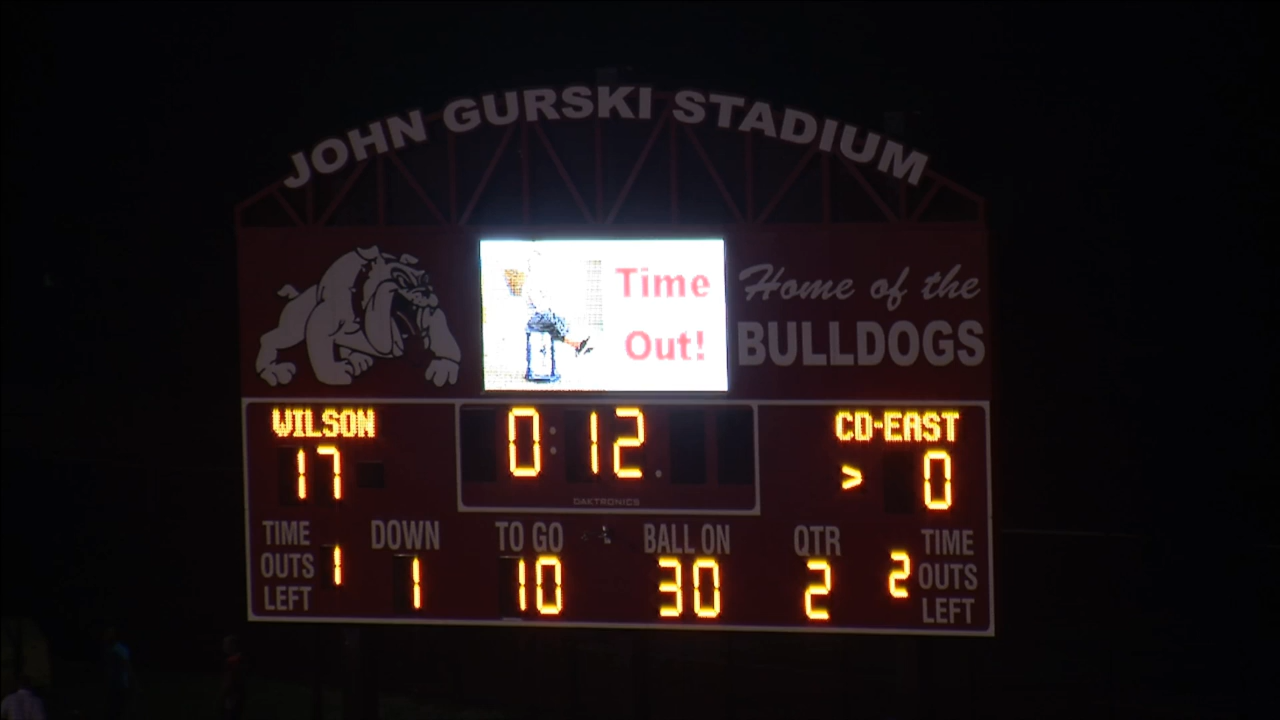 JOHN GURSKI STADIUM
Time
Out!
Home of the
BULLDOGS
WILSON
0:12
CD-EAST
17
> 0
DAKTRONICS
TIME OUTS LEFT 1
DOWN 1
TO GO 10
BALL ON 30
QTR 2
2 TIME OUTS LEFT